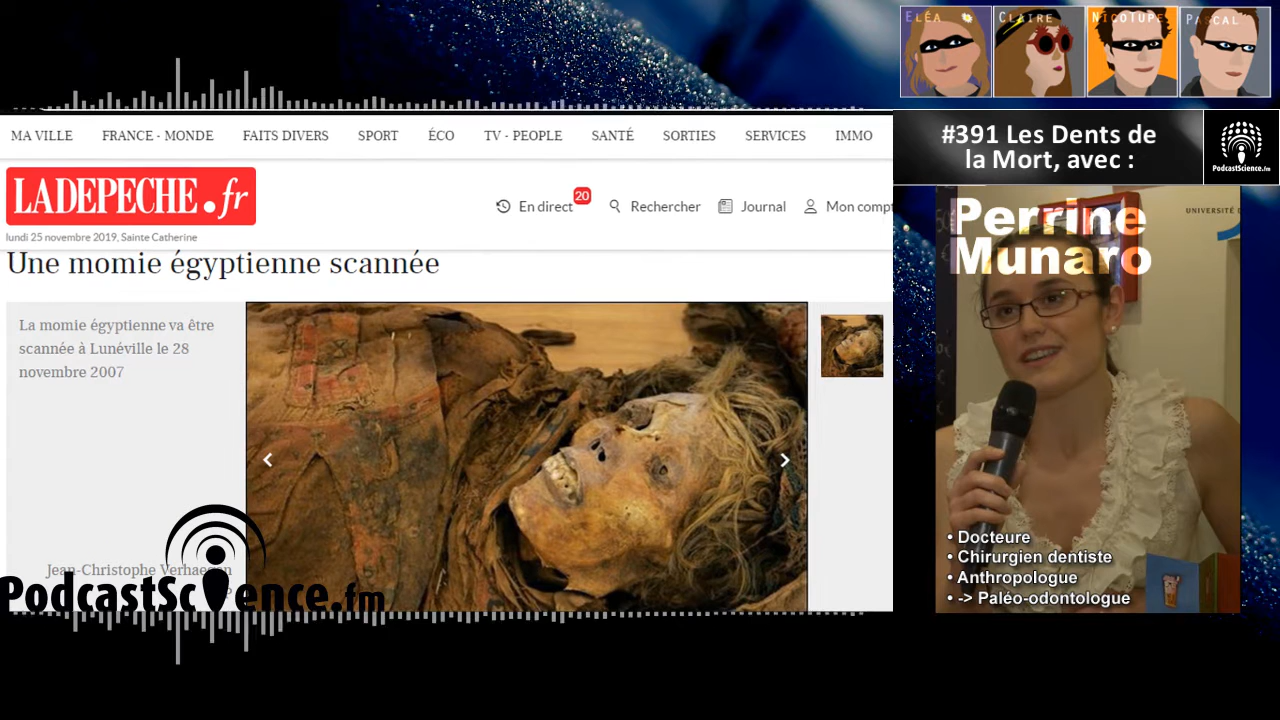 ELÉA
CLAIRE
NICOTUPE
PASCAL
MA VILLE
FRANCE - MONDE
FAITS DIVERS
SPORT
ÉCO
TV - PEOPLE
SANTÉ
SORTIES
SERVICES
IMMO
#391 Les Dents de
la Mort, avec :
PodcastScience.fm
LADEPECHE.fr
En direct
20
Rechercher
Journal
Mon compt
lundi 25 novembre 2019, Sainte Catherine
Une momie égyptienne scannée
La momie égyptienne va être
scannée à Lunéville le 28
novembre 2007
PodcastScience.fm
Perrine
Munaro
• Docteure
• Chirurgien dentiste
• Anthropologue
• -> Paléo-odontologue